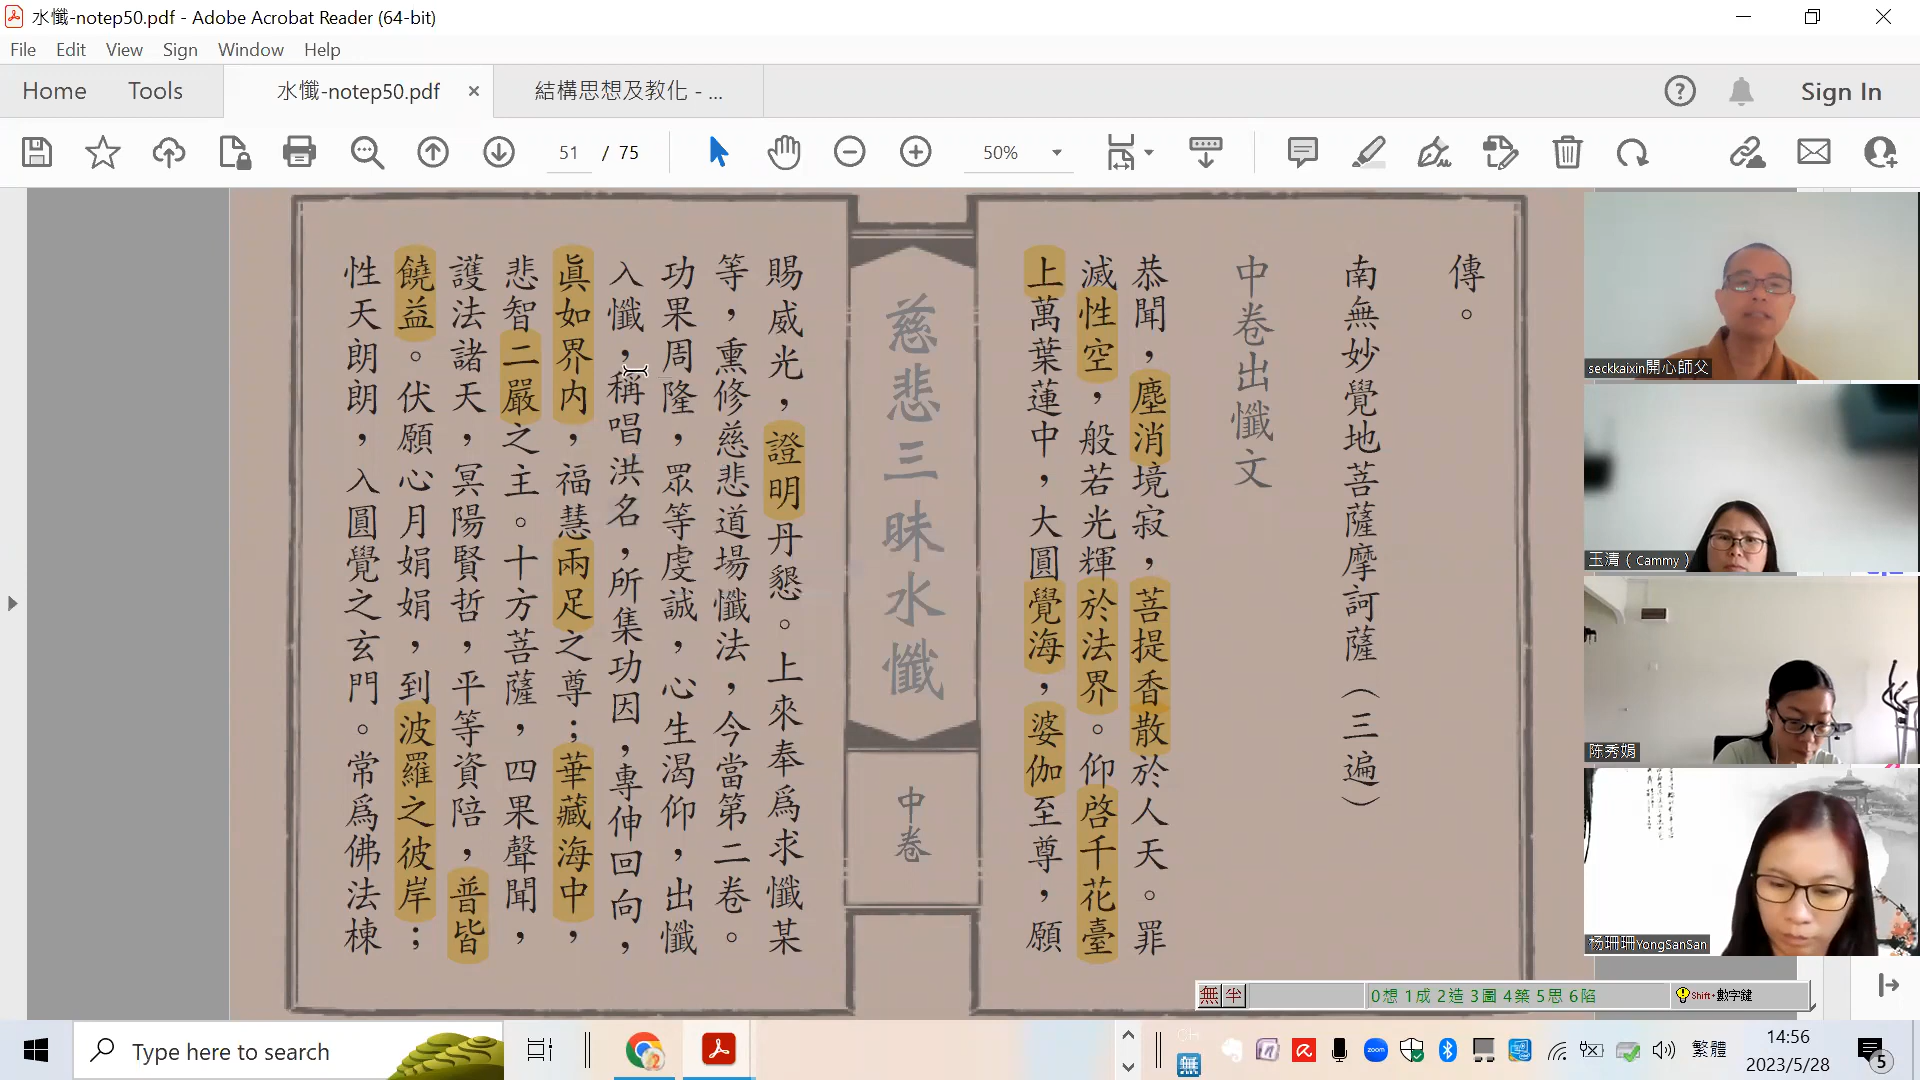 水懺-notep50.pdf - Adobe Acrobat Reader (64-bit)
File Edit View Sign Window Help
Home Tools 水懺-notep50.pdf × 結構思想及教化 - ... Sign In
51 / 75 50%
傳。
南無妙覺地菩薩摩訶薩（三遍）
中卷出懺文
恭聞，塵消境寂，菩提香散於人天。罪
滅性空，般若光輝於法界。仰啓千花臺
上萬葉蓮中，大圓覺海，婆伽至尊，願
慈悲三昧水懺
中卷
賜威光，證明丹懇。上來奉爲求懺某
等，熏修慈悲道場懺法，今當第二卷。
功果周隆，眾等虔誠，心生渴仰，出懺
入懺，稱唱洪名，所集功因，專伸回向，
眞如界内，福慧兩足之尊；華藏海中，
悲智二嚴之主。十方菩薩，四果聲聞，
護法諸天，冥陽賢哲，平等資陪，普皆
饒益。伏願心月娟娟，到波羅之彼岸；
性天朗朗，入圓覺之玄門。常爲佛法棟
seckkaixin開心師父
玉清（Cammy）
陈秀娟
杨珊珊YongSanSan
無 半 0想 1成 2造 3圖 4築 5思 6陷 Shift+數字鍵
Type here to search
zoom
繁體
14:56
2023/5/28
5